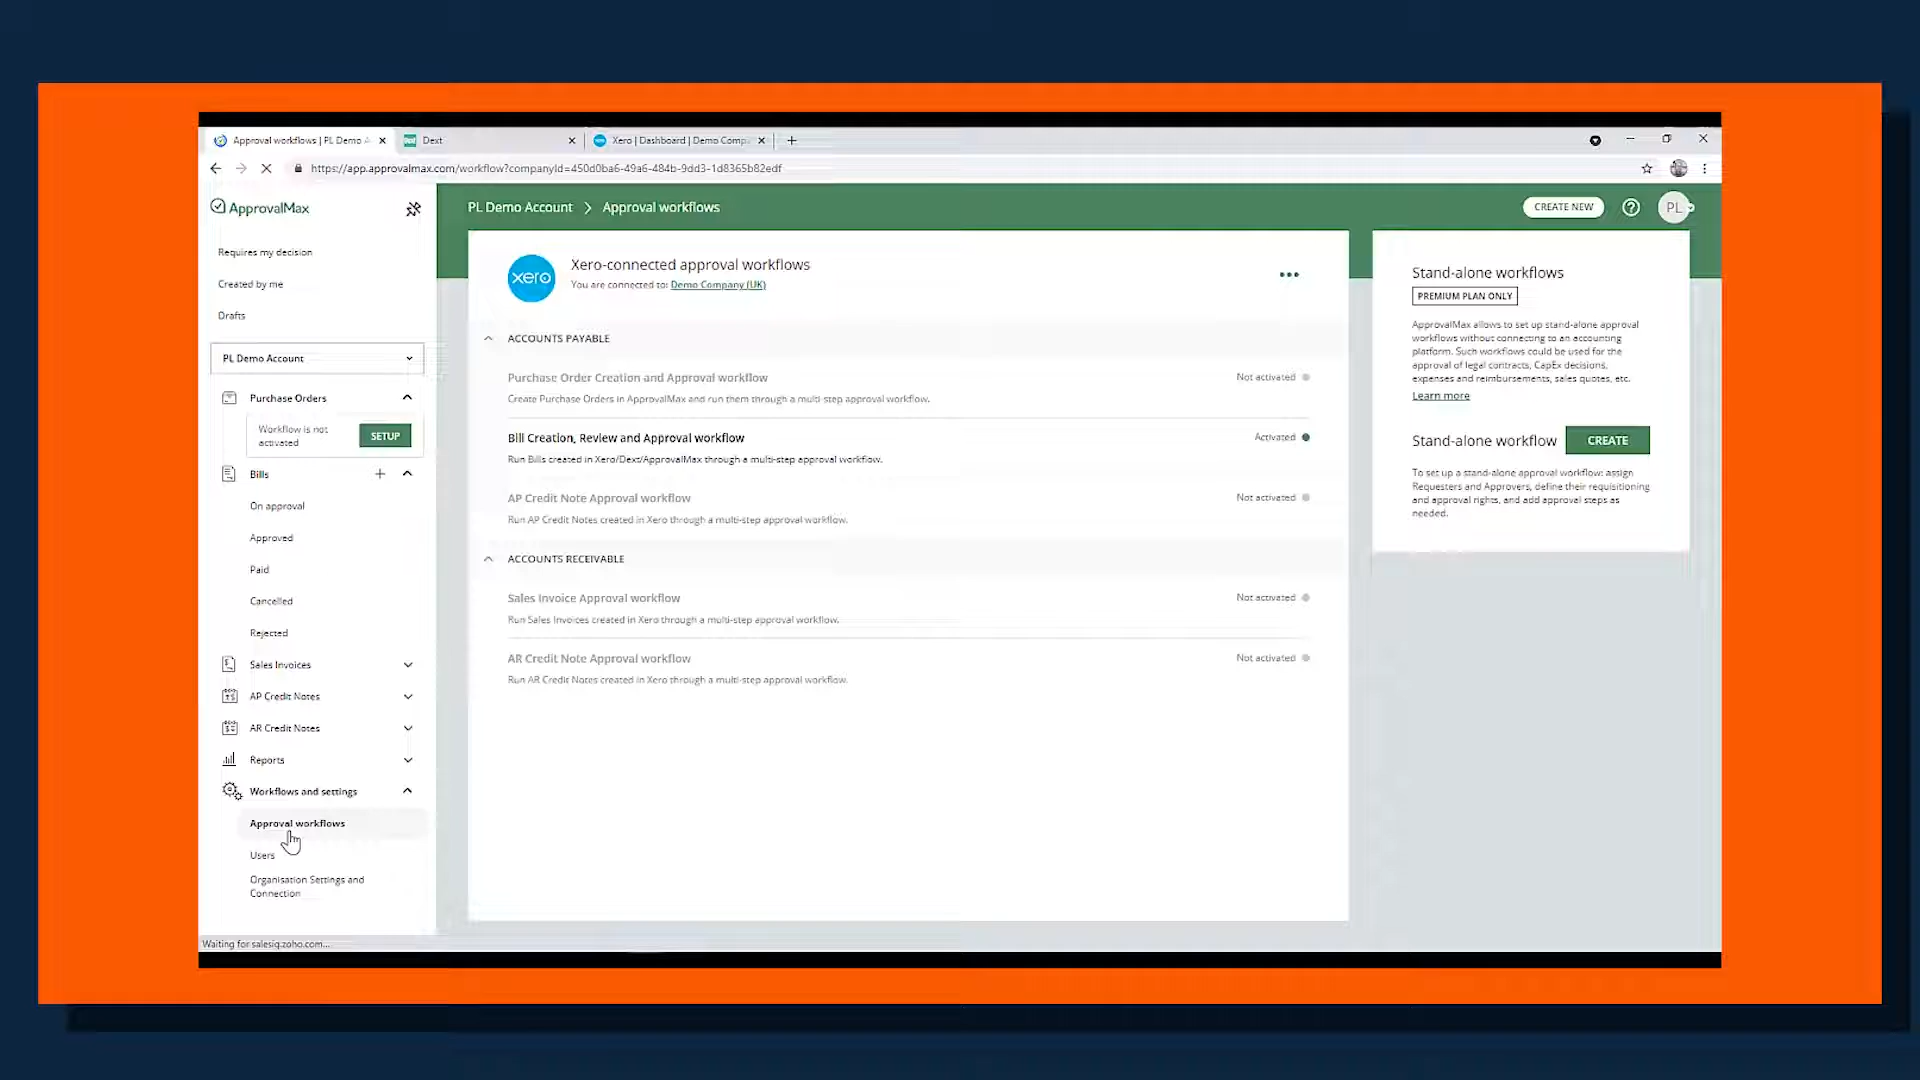 Approval workflows | PL Demo A
Dext
Xero | Dashboard | Demo Comp
https://app.approvalmax.com/workflow?companyId=450d0ba6-49a6-484b-9dd3-1d8365b82edf
ApprovalMax
PL Demo Account
Approval workflows
CREATE NEW
PL
Requires my decision
Created by me
Drafts
PL Demo Account
Purchase Orders
Workflow is not
activated
SETUP
Bills
On approval
Approved
Paid
Cancelled
Rejected
Sales Invoices
AP Credit Notes
AR Credit Notes
Reports
Workflows and settings
Approval workflows
Users
Organisation Settings and
Connection
Waiting for salesiq.zoho.com...
xero
Xero-connected approval workflows
You are connected to: Demo Company (UK)
ACCOUNTS PAYABLE
Purchase Order Creation and Approval workflow
Not activated
Create Purchase Orders in ApprovalMax and run them through a multi-step approval workflow.
Bill Creation, Review and Approval workflow
Activated
Run Bills created in Xero/Dext/ApprovalMax through a multi-step approval workflow.
AP Credit Note Approval workflow
Not activated
Run AP Credit Notes created in Xero through a multi-step approval workflow.
ACCOUNTS RECEIVABLE
Sales Invoice Approval workflow
Not activated
Run Sales Invoices created in Xero through a multi-step approval workflow.
AR Credit Note Approval workflow
Not activated
Run AR Credit Notes created in Xero through a multi-step approval workflow.
Stand-alone workflows
PREMIUM PLAN ONLY
ApprovalMax allows to set up stand-alone approval
workflows without connecting to an accounting
platform. Such workflows could be used for the
approval of legal contracts, CapEx decisions,
expenses and reimbursements, sales quotes, etc.
Learn more
Stand-alone workflow
CREATE
To set up a stand-alone approval workflow: assign
Requesters and Approvers, define their requisitioning
and approval rights, and add approval steps as
needed.